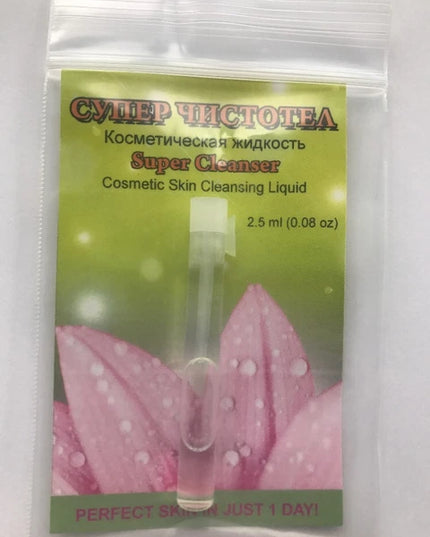 СУПЕР ЧИСТОТЕЛ
Косметическая жидкость
Super Cleanser
Cosmetic Skin Cleansing Liquid
2.5 ml (0.08 oz)
PERFECT SKIN IN JUST 1 DAY!